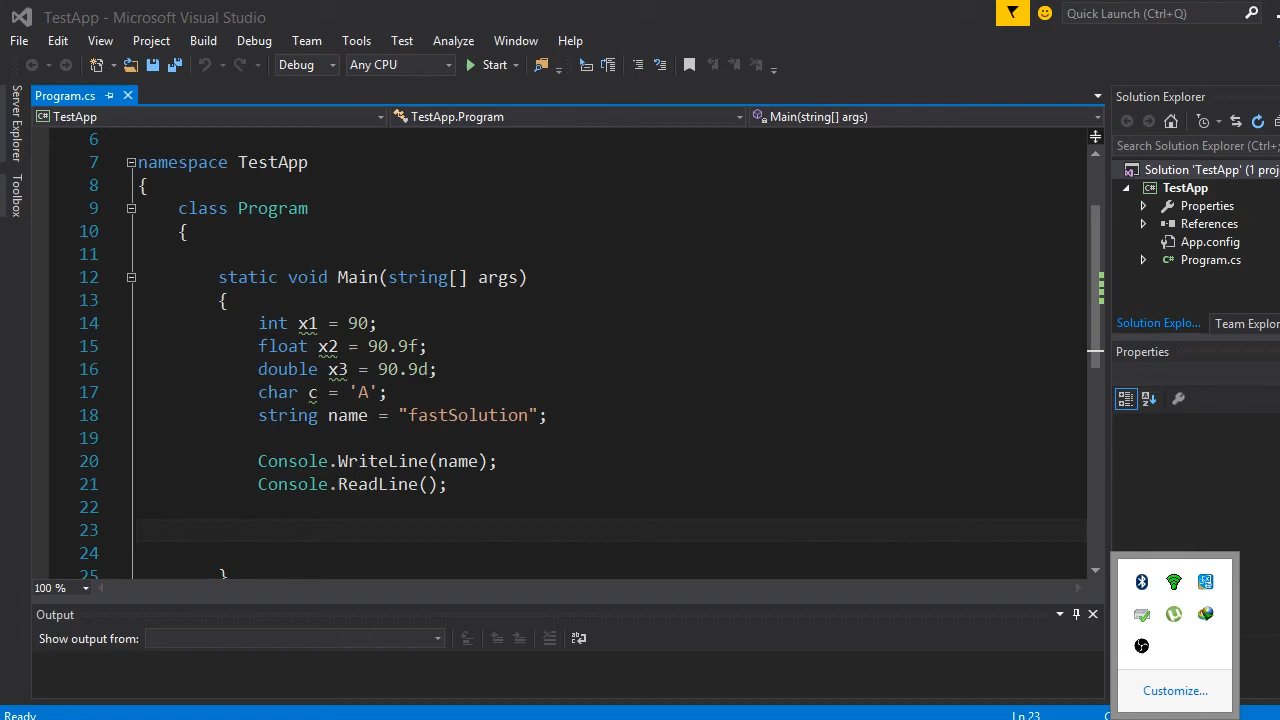 TestApp - Microsoft Visual Studio
Quick Launch (Ctrl+Q)
File Edit View Project Build Debug Team Tools Test Analyze Window Help
Debug Any CPU Start
Server Explorer
Toolbox
Program.cs
TestApp TestApp.Program Main(string[] args)
6
7 namespace TestApp
8 {
9 class Program
10 {
11
12 static void Main(string[] args)
13 {
14 int x1 = 90;
15 float x2 = 90.9f;
16 double x3 = 90.9d;
17 char c = 'A';
18 string name = "fastSolution";
19
20 Console.WriteLine(name);
21 Console.ReadLine();
22
23
24
25 }
100 %
Output
Show output from:
Solution Explorer
Search Solution Explorer (Ctrl+;
Solution 'TestApp' (1 proj
TestApp
Properties
References
App.config
Program.cs
Solution Explo... Team Explor
Properties
Customize...
Ready Ln 23